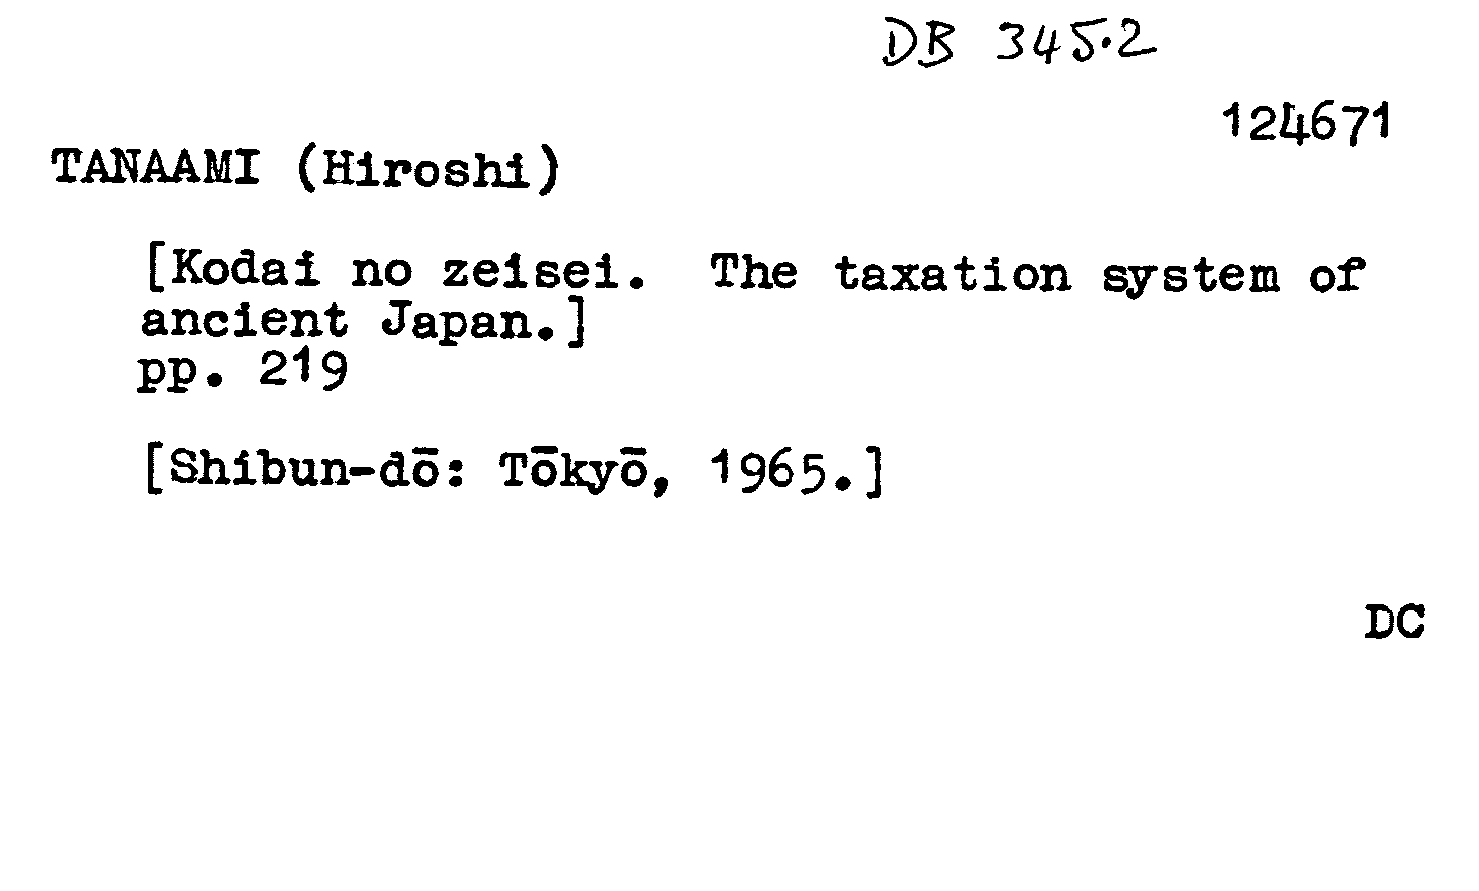 DB 345.2
124671
TANAAMI (Hiroshi)
[Kodai no zeisei. The taxation system of
ancient Japan.]
pp. 219
[Shibun-dō: Tōkyō, 1965.]
DC